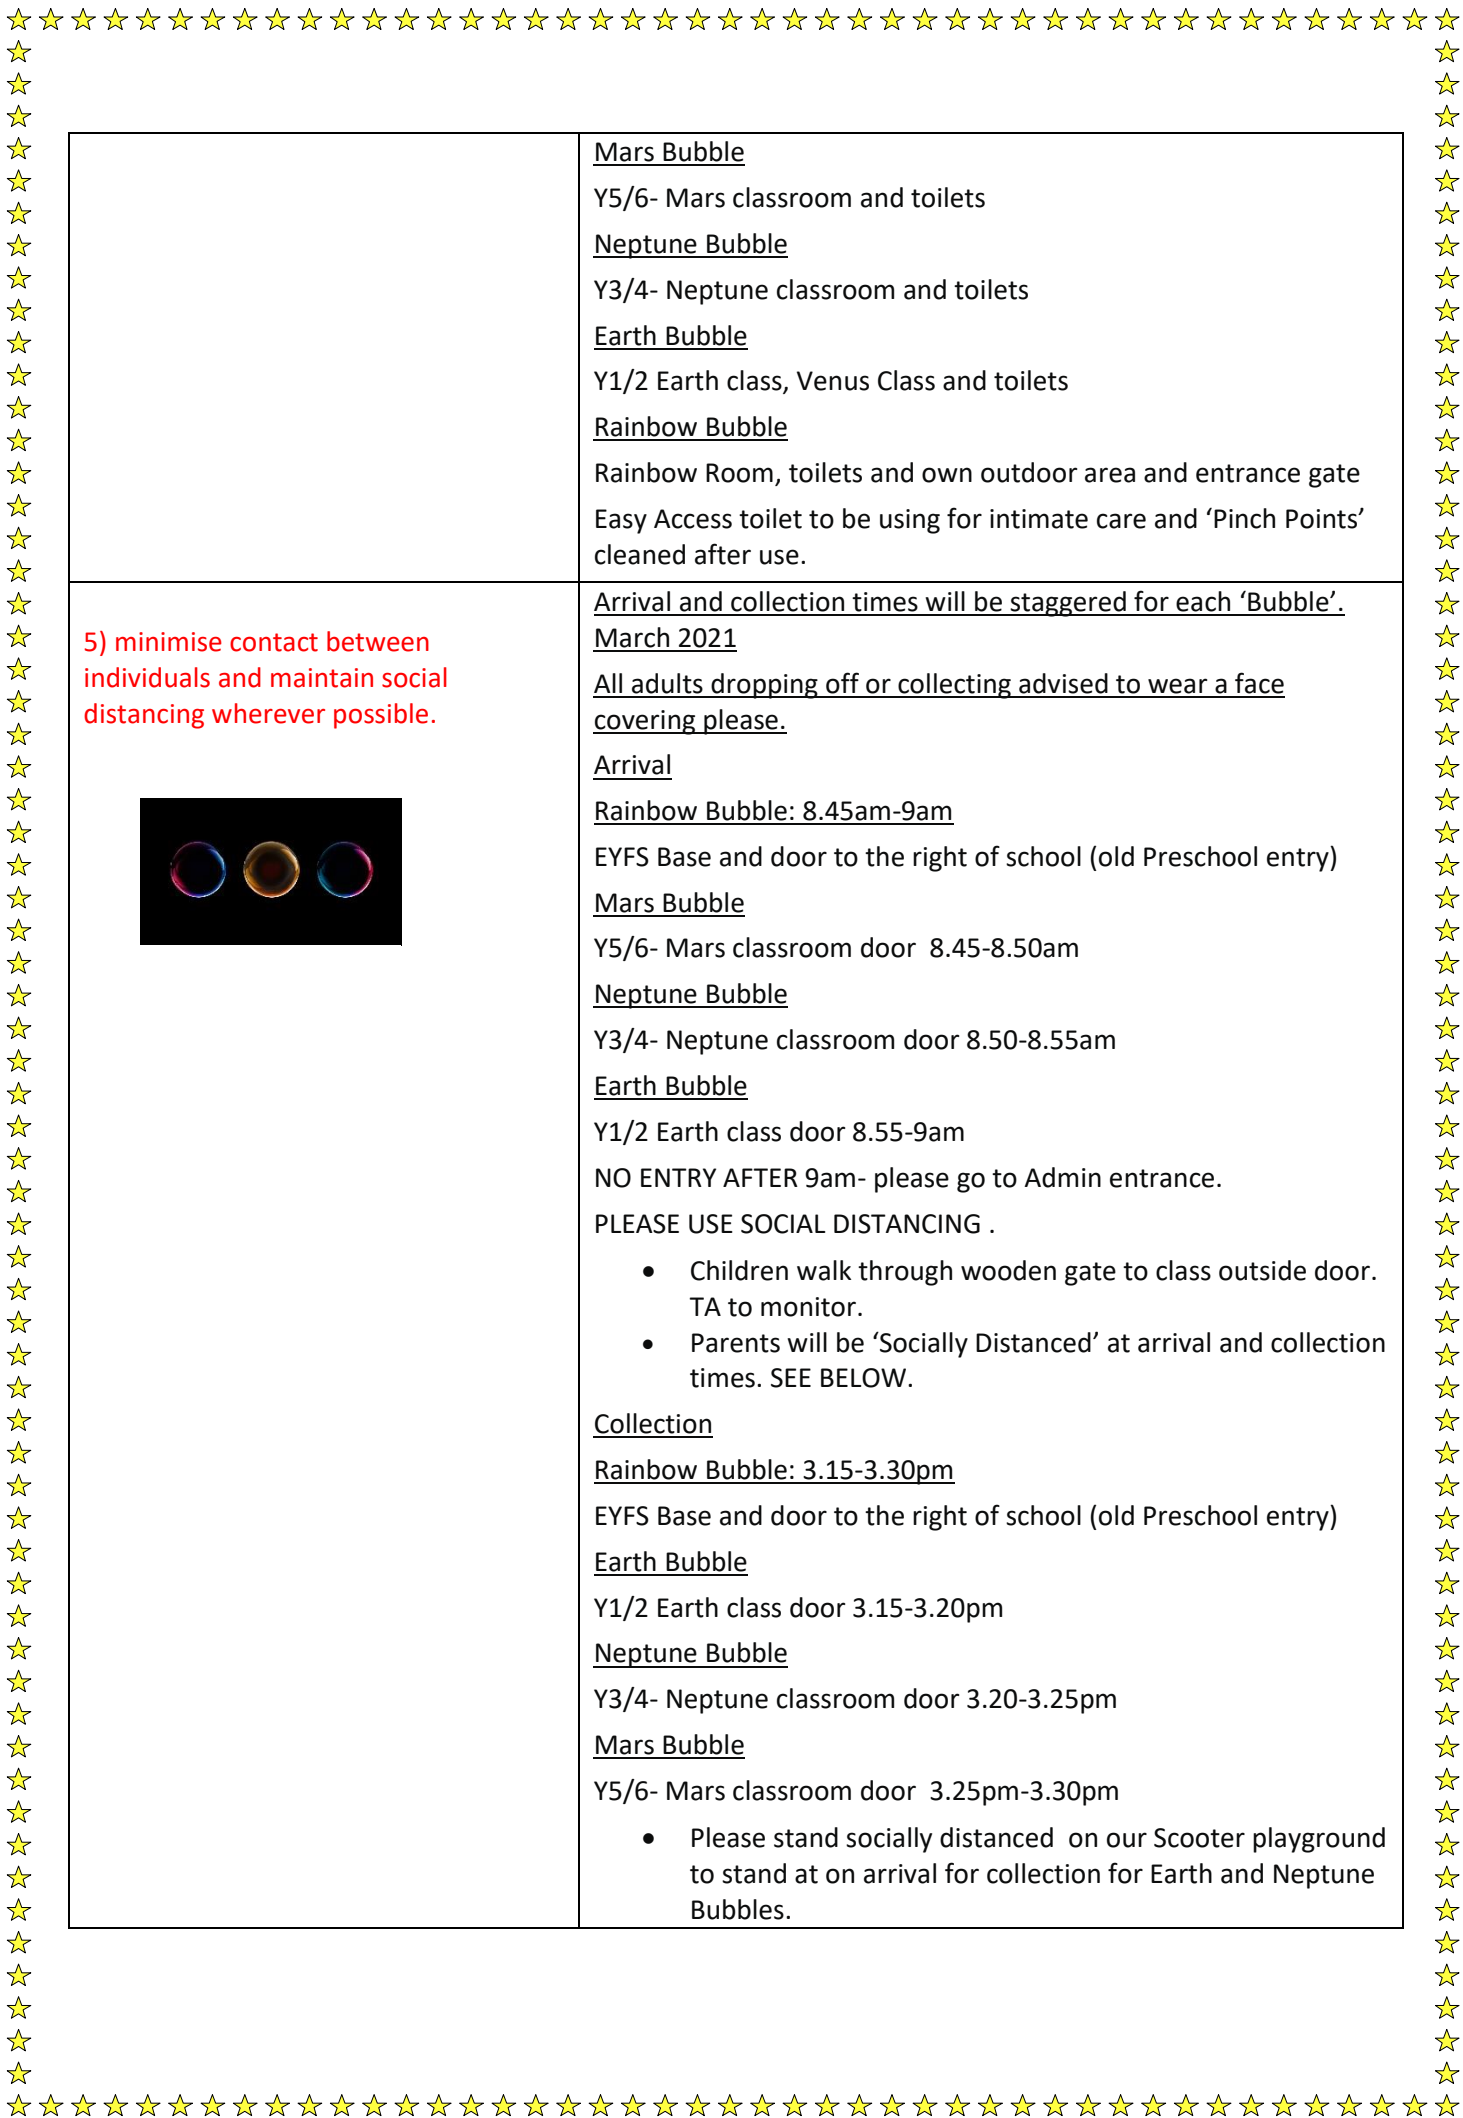 Mars Bubble
Y5/6- Mars classroom and toilets
Neptune Bubble
Y3/4- Neptune classroom and toilets
Earth Bubble
Y1/2 Earth class, Venus Class and toilets
Rainbow Bubble
Rainbow Room, toilets and own outdoor area and entrance gate
Easy Access toilet to be using for intimate care and ‘Pinch Points’
cleaned after use.
5) minimise contact between
individuals and maintain social
distancing wherever possible.
Arrival and collection times will be staggered for each ‘Bubble’.
March 2021
All adults dropping off or collecting advised to wear a face
covering please.
Arrival
Rainbow Bubble: 8.45am-9am
EYFS Base and door to the right of school (old Preschool entry)
Mars Bubble
Y5/6- Mars classroom door  8.45-8.50am
Neptune Bubble
Y3/4- Neptune classroom door 8.50-8.55am
Earth Bubble
Y1/2 Earth class door 8.55-9am
NO ENTRY AFTER 9am- please go to Admin entrance.
PLEASE USE SOCIAL DISTANCING .
• Children walk through wooden gate to class outside door.
TA to monitor.
• Parents will be ‘Socially Distanced’ at arrival and collection
times. SEE BELOW.
Collection
Rainbow Bubble: 3.15-3.30pm
EYFS Base and door to the right of school (old Preschool entry)
Earth Bubble
Y1/2 Earth class door 3.15-3.20pm
Neptune Bubble
Y3/4- Neptune classroom door 3.20-3.25pm
Mars Bubble
Y5/6- Mars classroom door  3.25pm-3.30pm
• Please stand socially distanced  on our Scooter playground
to stand at on arrival for collection for Earth and Neptune
Bubbles.